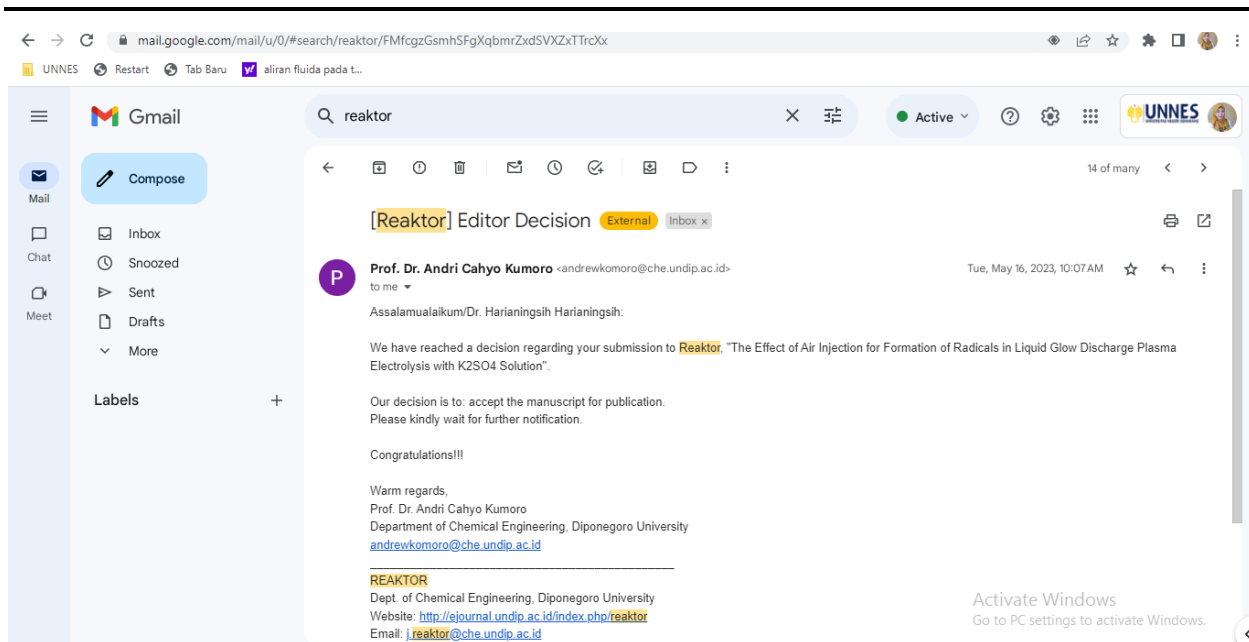 mail.google.com/mail/u/0/#search/reaktor/FMfcgzGsmhSFgXqbmrZxdSVXZxTTrcXx
UNNES Restart Tab Baru aliran fluida pada t...
Gmail
reaktor
Active
UNNES
Compose
14 of many
Mail
[Reaktor] Editor Decision External Inbox x
Inbox
Chat
Snoozed
Prof. Dr. Andri Cahyo Kumoro <andrewkomoro@che.undip.ac.id>
Tue, May 16, 2023, 10:07 AM
to me
Sent
Meet
Drafts
More
Labels +
Assalamualaikum/Dr. Harianingsih Harianingsih:
We have reached a decision regarding your submission to Reaktor, "The Effect of Air Injection for Formation of Radicals in Liquid Glow Discharge Plasma
Electrolysis with K2SO4 Solution".
Our decision is to: accept the manuscript for publication.
Please kindly wait for further notification.
Congratulations!!!
Warm regards,
Prof. Dr. Andri Cahyo Kumoro
Department of Chemical Engineering, Diponegoro University
andrewkomoro@che.undip.ac.id
REAKTOR
Dept. of Chemical Engineering, Diponegoro University
Website: http://ejournal.undip.ac.id/index.php/reaktor
Email: j.reaktor@che.undip.ac.id
Activate Windows
Go to PC settings to activate Windows.